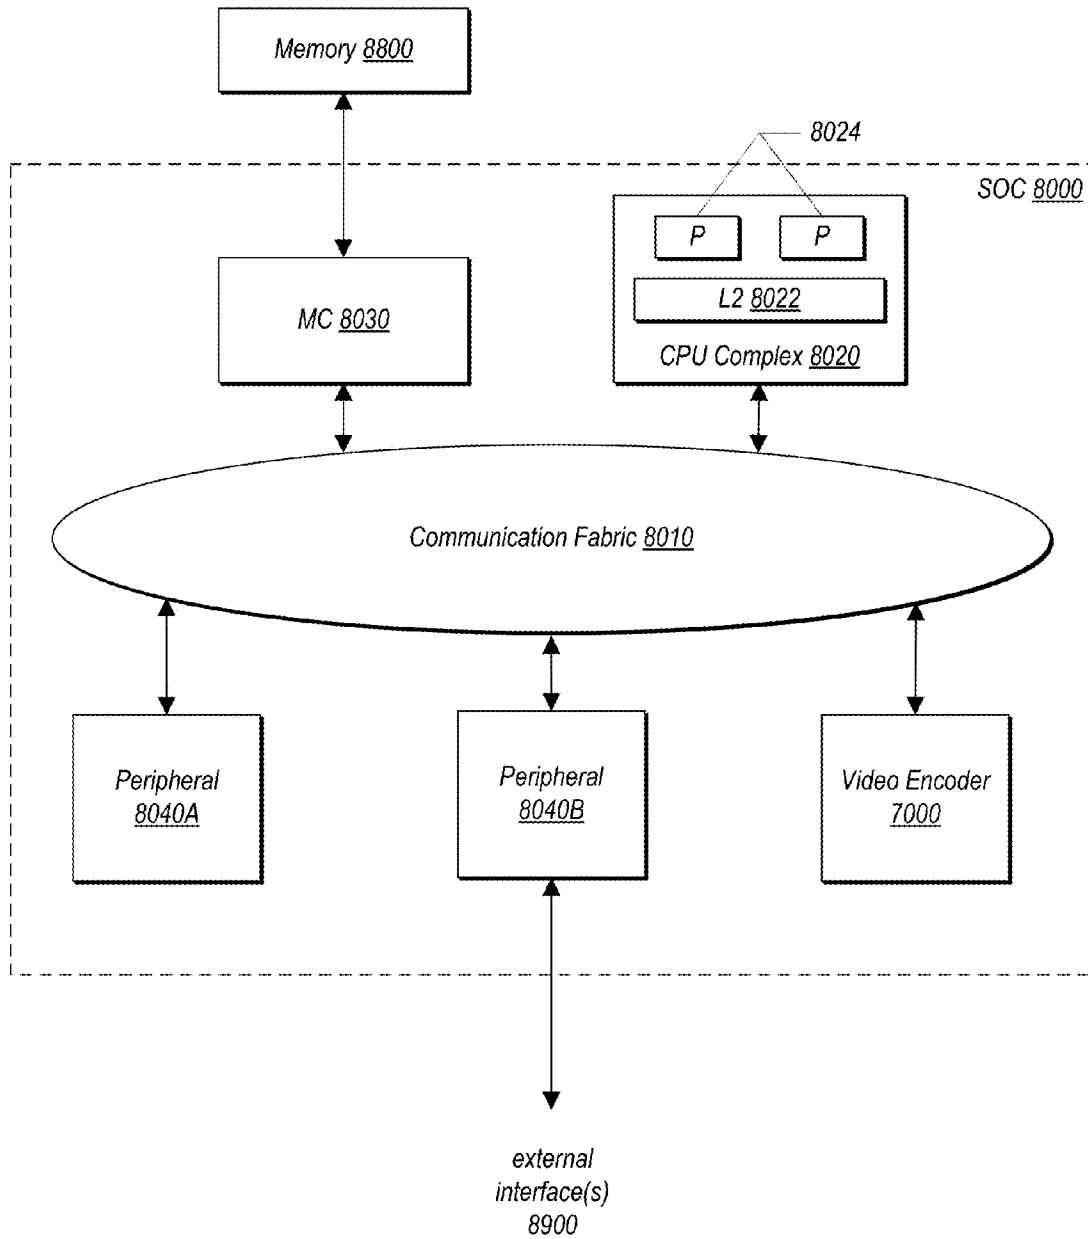 Memory 8800
8024
SOC 8000
P
P
L2 8022
MC 8030
CPU Complex 8020
Communication Fabric 8010
Peripheral
8040A
Peripheral
8040B
Video Encoder
7000
external
interface(s)
8900